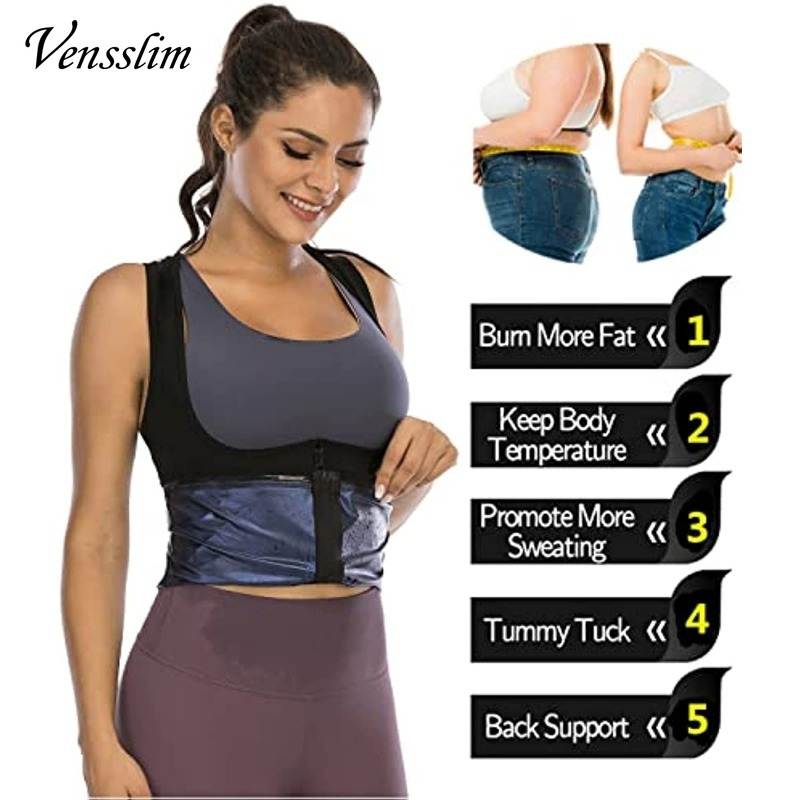 Vensslim
Burn More Fat << 1
Keep Body
Temperature << 2
Promote More
Sweating << 3
Tummy Tuck << 4
Back Support << 5